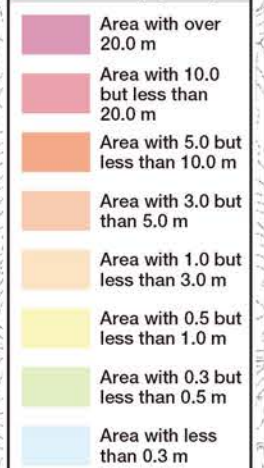 Area with over
20.0 m
Area with 10.0
but less than
20.0 m
Area with 5.0 but
less than 10.0 m
Area with 3.0 but
than 5.0 m
Area with 1.0 but
less than 3.0 m
Area with 0.5 but
less than 1.0 m
Area with 0.3 but
less than 0.5 m
Area with less
than 0.3 m